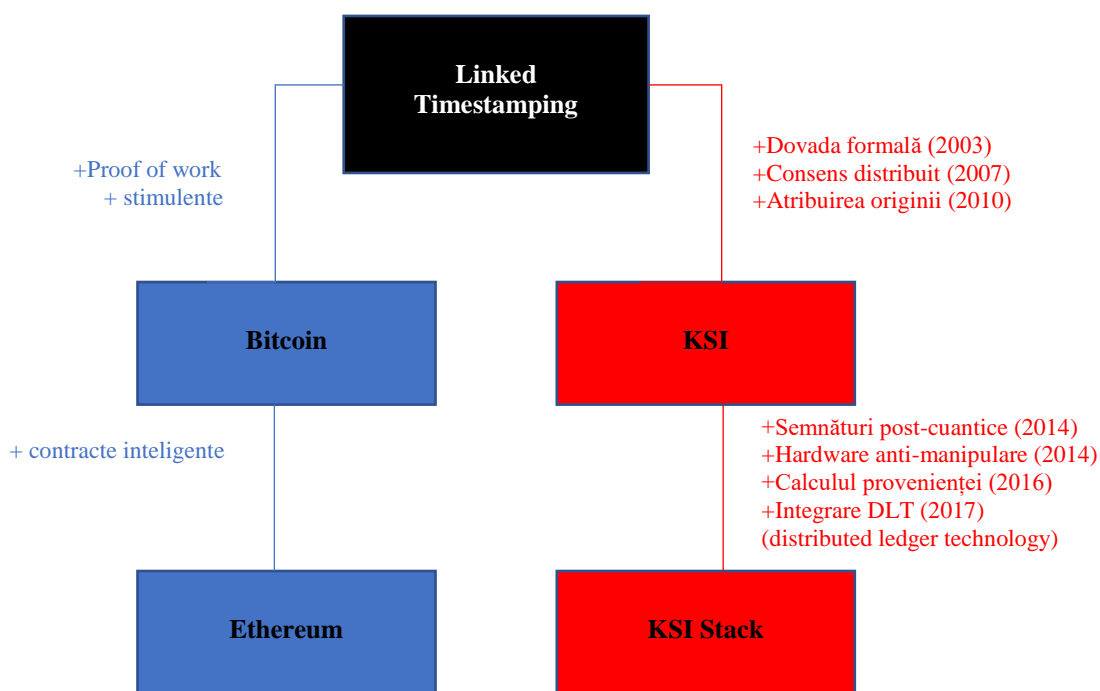 Linked
Timestamping
+Proof of work
+ stimulente
+Dovada formală (2003)
+Consens distribuit (2007)
+Atribuirea originii (2010)
Bitcoin
KSI
+ contracte inteligente
+Semnături post-cuantice (2014)
+Hardware anti-manipulare (2014)
+Calculul provenienței (2016)
+Integrare DLT (2017)
(distributed ledger technology)
Ethereum
KSI Stack